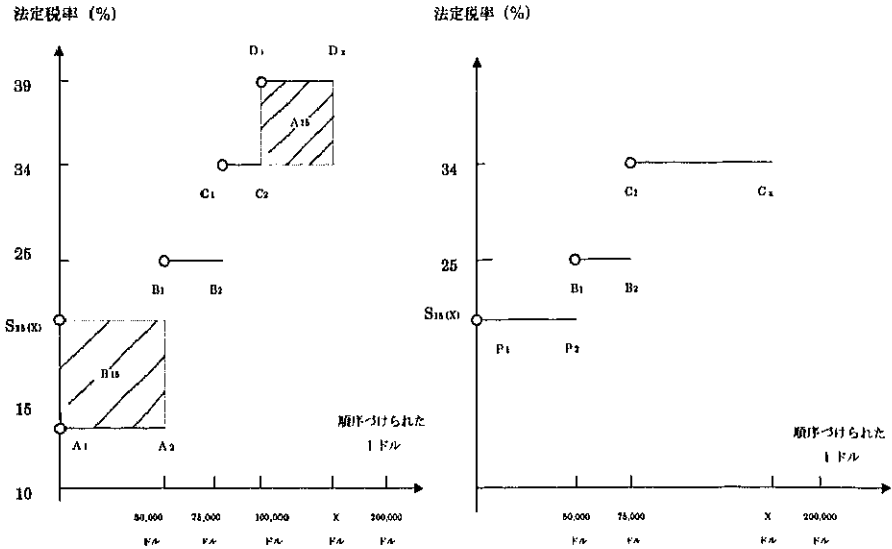 法定税率 (%)
39
34
25
S15(X)
15
10
D1 D x
A15
C1 C2
B1 B2
B15
A1 A2
順序づけられた
1ドル
50,000 75,000 100,000 X 200,000
ドル ドル ドル ドル ドル
法定税率 (%)
34
25
S15(X)
C1 C x
B1 B2
P1 P2
順序づけられた
1ドル
50,000 75,000 X 200,000
ドル ドル ドル ドル